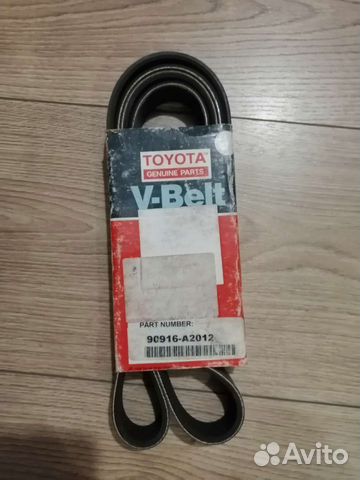 TOYOTA
GENUINE PARTS
V-Belt
PART NUMBER:
90916-A2012
Avito